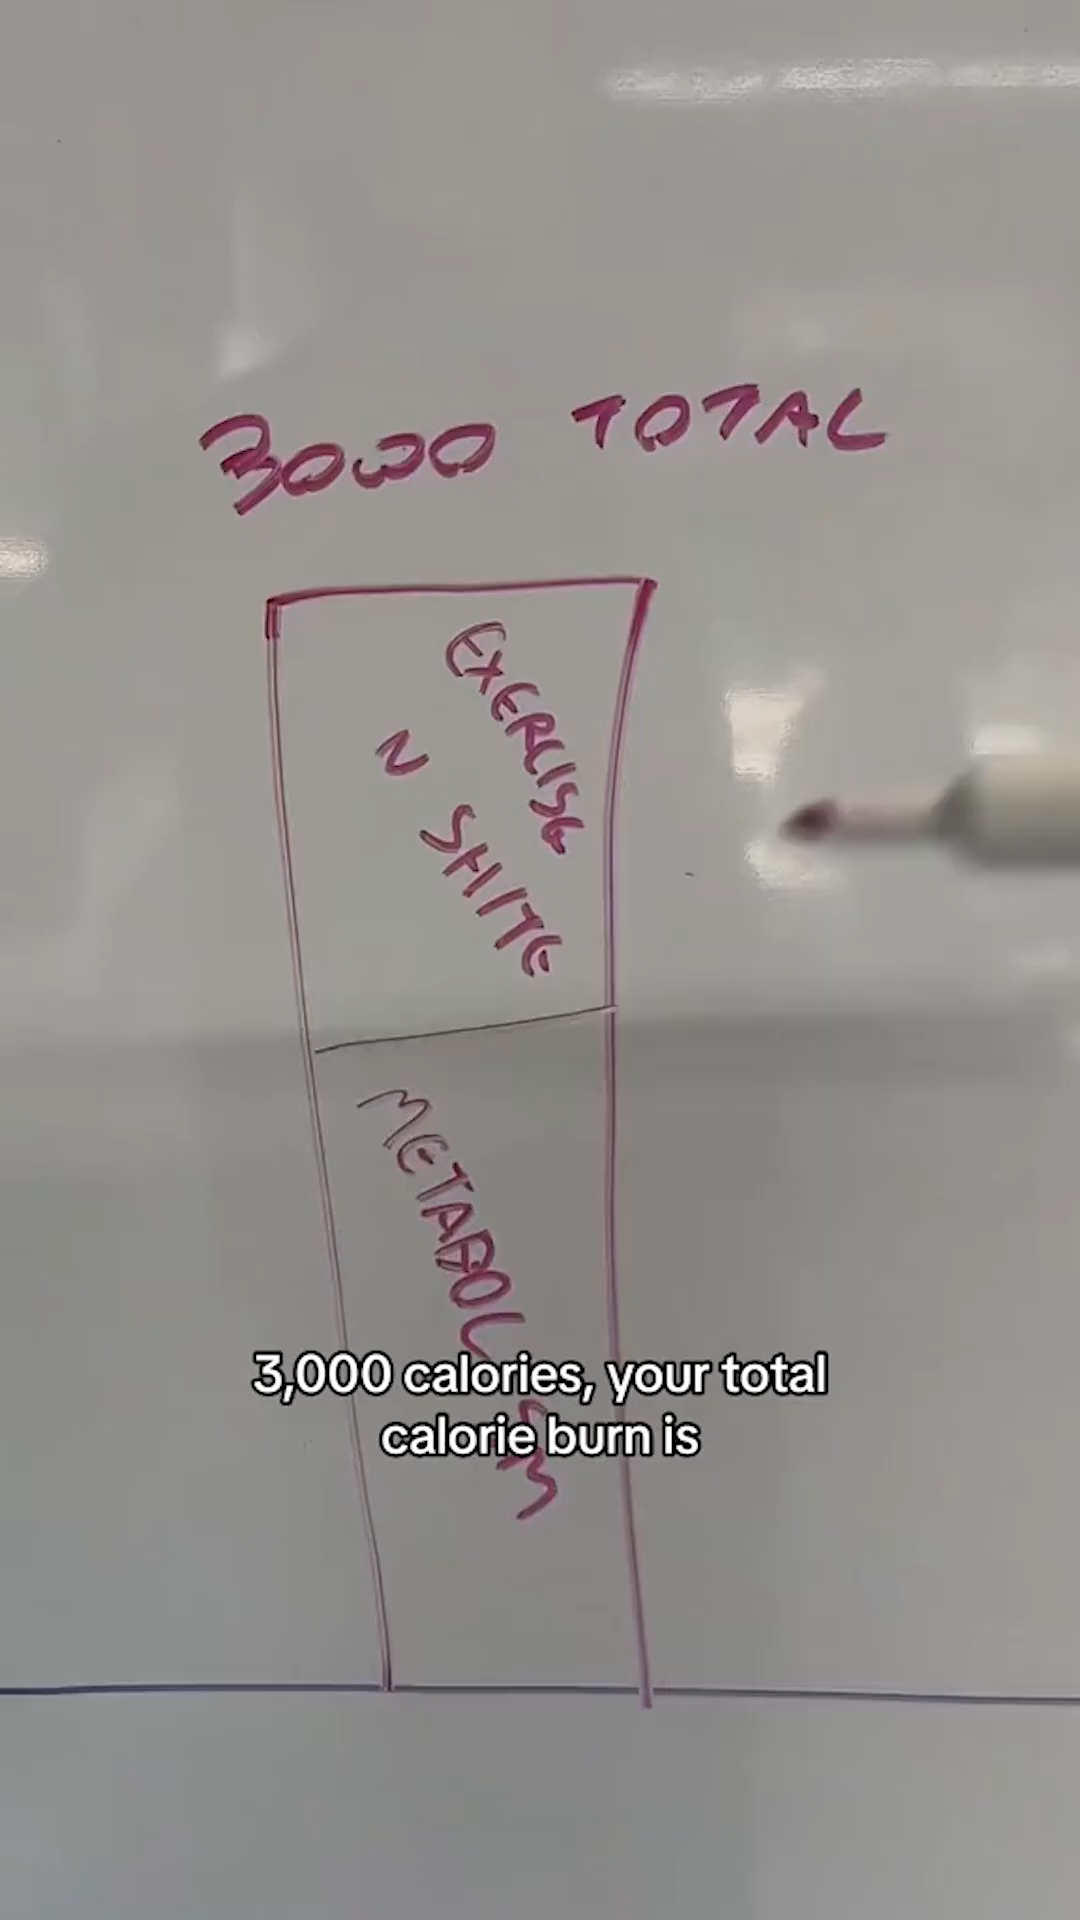 3000 TOTAL
EXERCISE
N SHITE
METABOLISM
3,000 calories, your total
calorie burn is